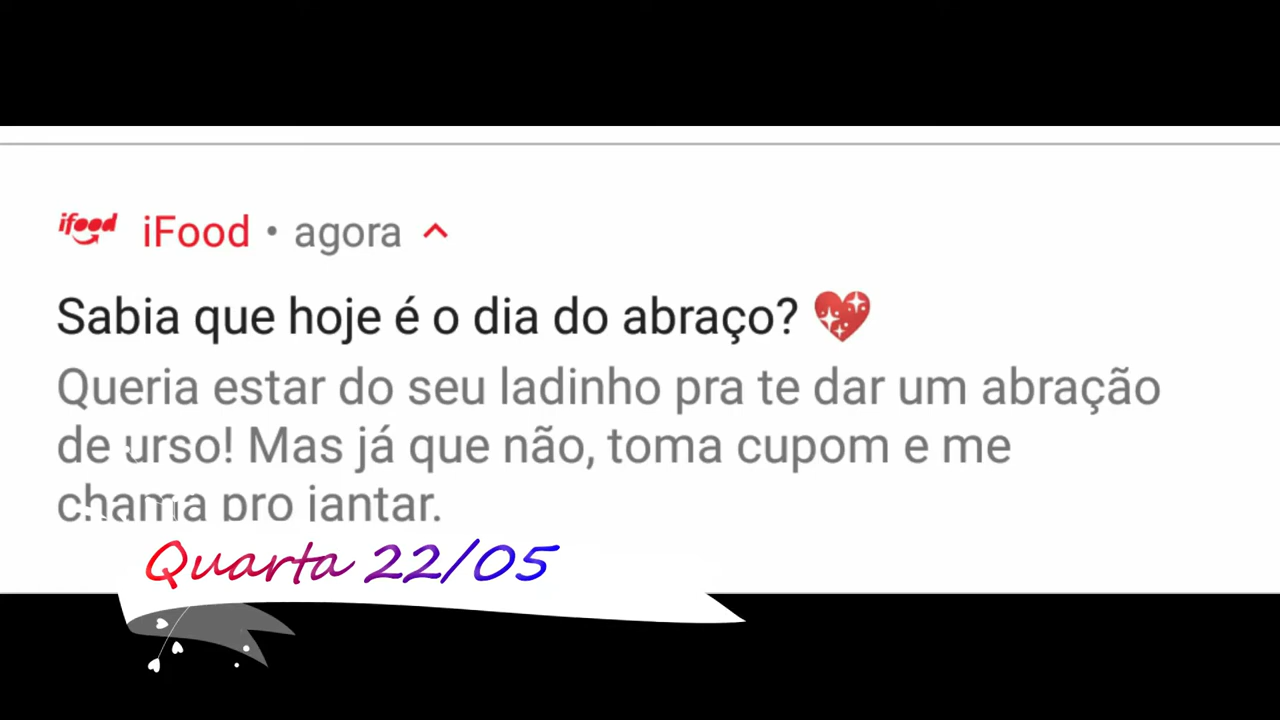 ifood iFood • agora
Sabia que hoje é o dia do abraço? 💖
Queria estar do seu ladinho pra te dar um abração
de urso! Mas já que não, toma cupom e me
chama pro jantar.
Quarta 22/05